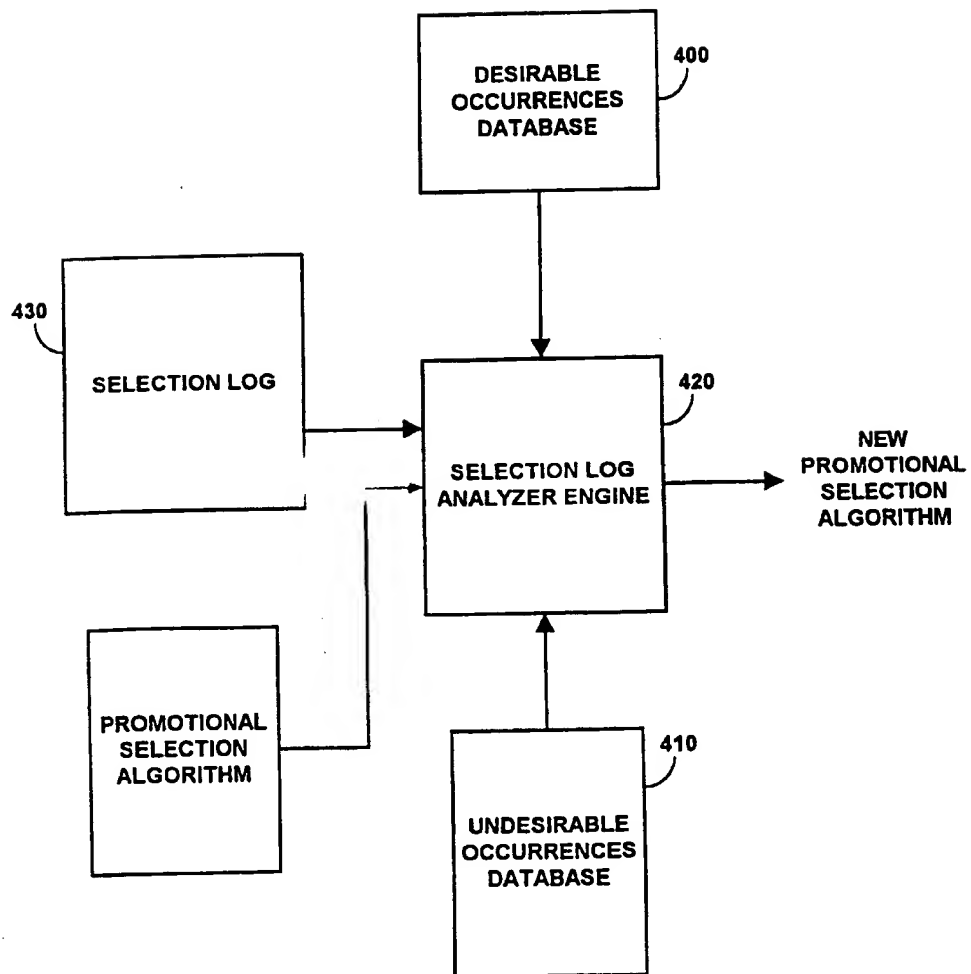 400
DESIRABLE
OCCURRENCES
DATABASE
430
SELECTION LOG
420
SELECTION LOG
ANALYZER ENGINE
NEW
PROMOTIONAL
SELECTION
ALGORITHM
PROMOTIONAL
SELECTION
ALGORITHM
410
UNDESIRABLE
OCCURRENCES
DATABASE